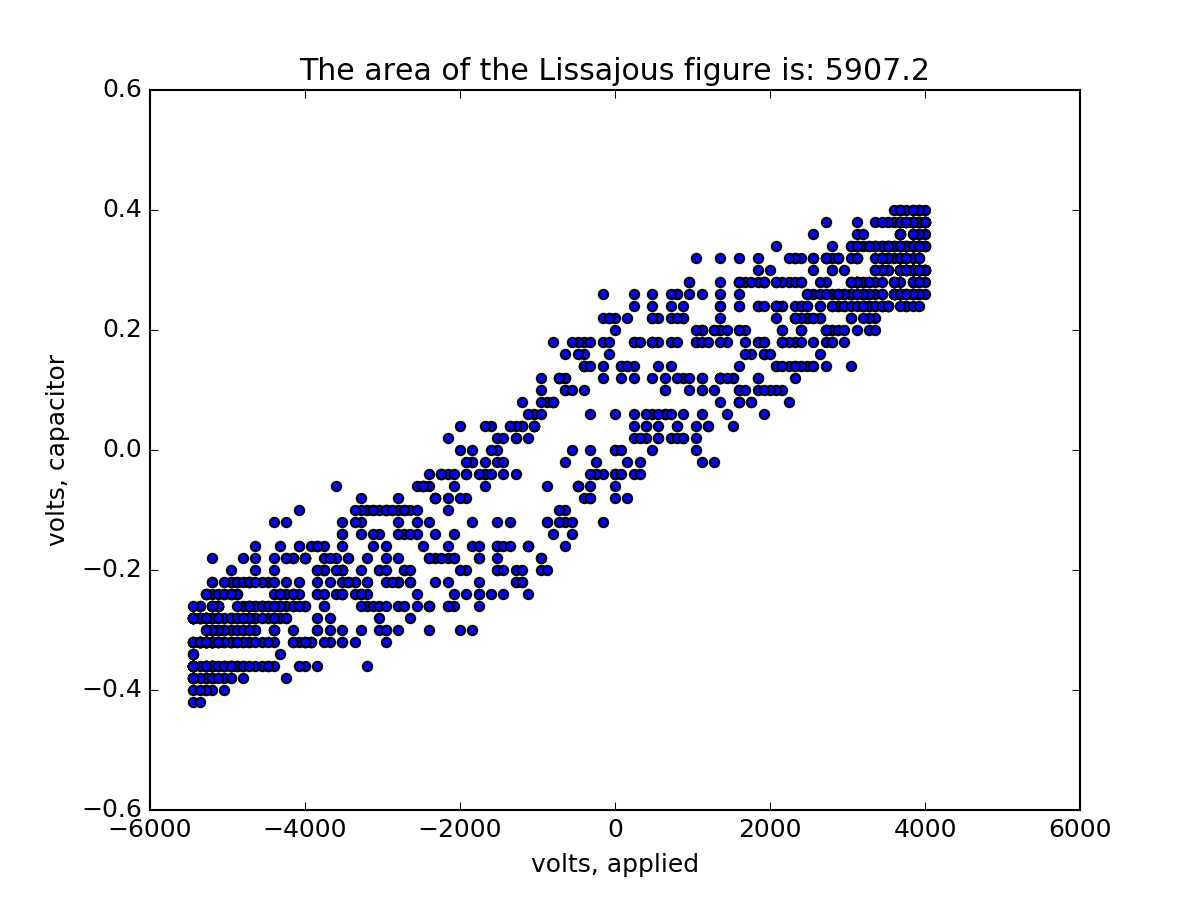 The area of the Lissajous figure is: 5907.2
0.6
0.4
0.2
0.0
−0.2
−0.4
−0.6
volts, capacitor
−6000 −4000 −2000 0 2000 4000 6000
volts, applied